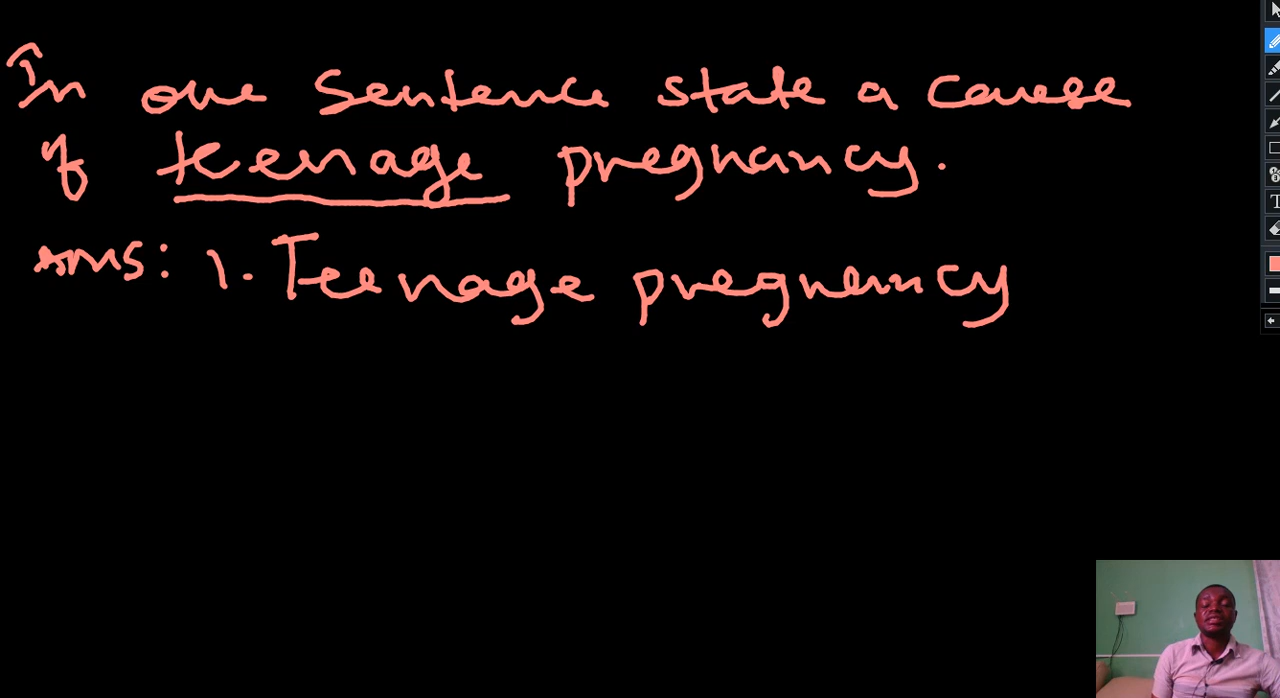 In one sentence state a cause
of teenage pregnancy.
Ans: 1. Teenage pregnancy